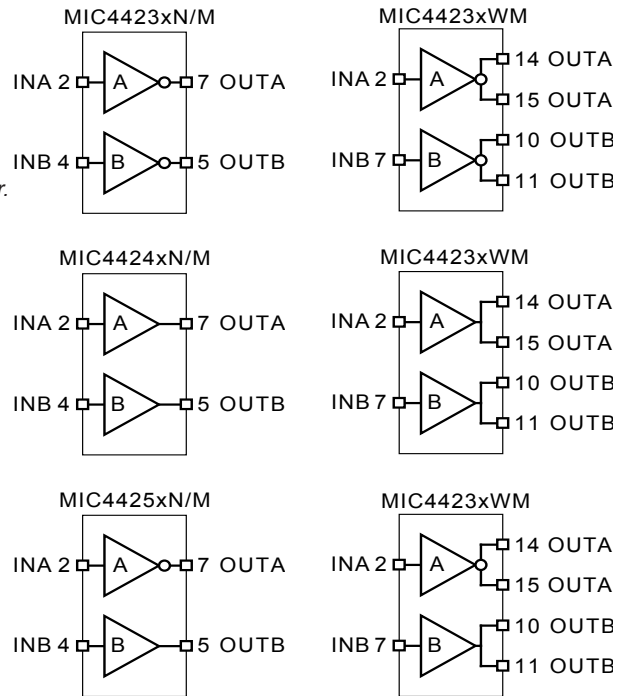 MIC4423xN/M
INA 2
A
7 OUTA
INB 4
B
5 OUTB
r.
MIC4423xWM
INA 2
A
14 OUTA
15 OUTA
INB 7
B
10 OUTB
11 OUTB
MIC4424xN/M
INA 2
A
7 OUTA
INB 4
B
5 OUTB
MIC4423xWM
INA 2
A
14 OUTA
15 OUTA
INB 7
B
10 OUTB
11 OUTB
MIC4425xN/M
INA 2
A
7 OUTA
INB 4
B
5 OUTB
MIC4423xWM
INA 2
A
14 OUTA
15 OUTA
INB 7
B
10 OUTB
11 OUTB